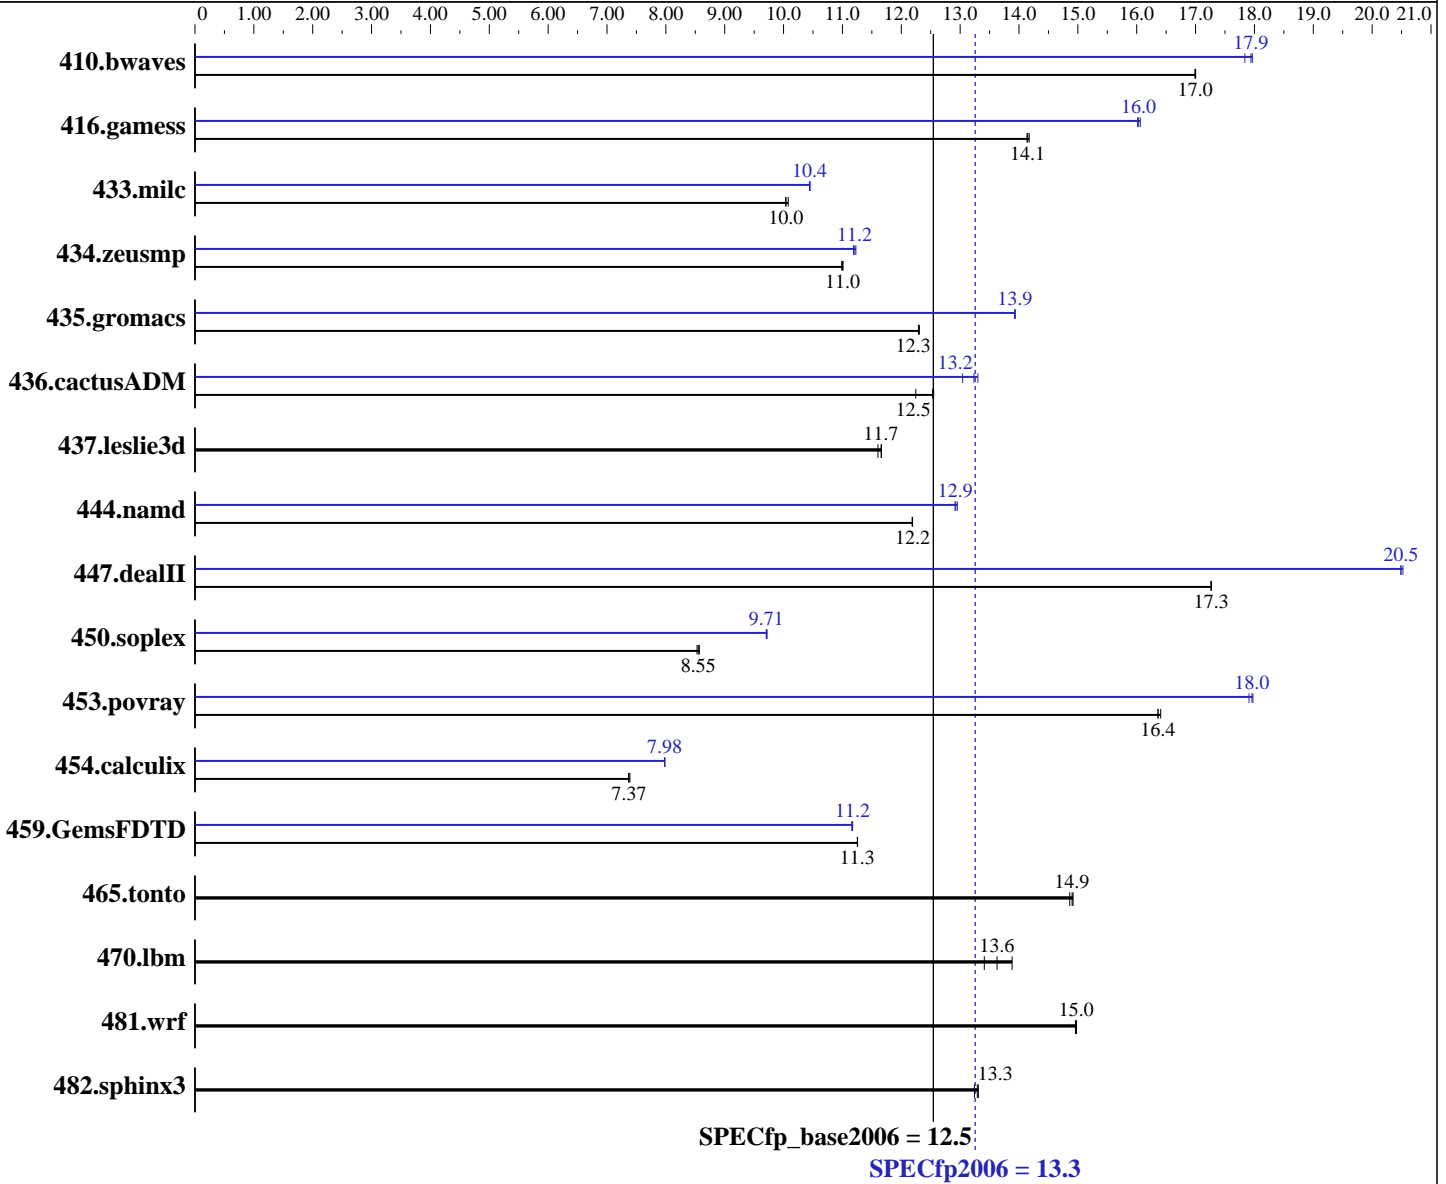 0 1.00 2.00 3.00 4.00 5.00 6.00 7.00 8.00 9.00 10.0 11.0 12.0 13.0 14.0 15.0 16.0 17.0 18.0 19.0 20.0 21.0
17.9
410.bwaves
17.0
16.0
416.gamess
14.1
10.4
433.milc
10.0
11.2
434.zeusmp
11.0
13.9
435.gromacs
12.3
13.2
436.cactusADM
12.5
11.7
437.leslie3d
12.9
444.namd
12.2
20.5
447.dealII
17.3
9.71
450.soplex
8.55
18.0
453.povray
16.4
7.98
454.calculix
7.37
11.2
459.GemsFDTD
11.3
14.9
465.tonto
13.6
470.lbm
15.0
481.wrf
13.3
482.sphinx3
SPECfp_base2006 = 12.5
SPECfp2006 = 13.3